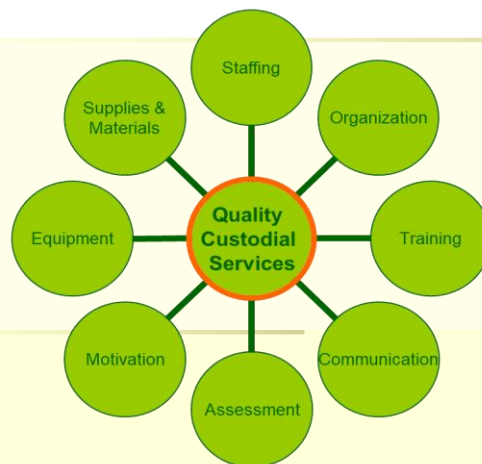 Staffing
Supplies &
Materials
Organization
Quality
Custodial
Services
Equipment
Training
Motivation
Communication
Assessment